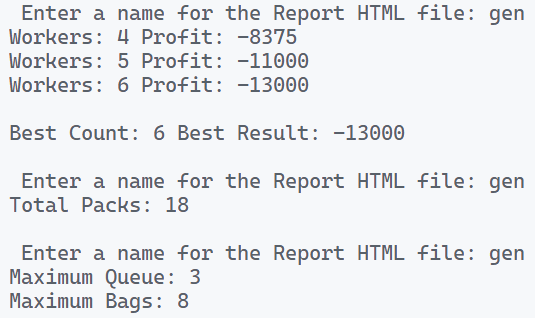 Enter a name for the Report HTML file: gen
Workers: 4 Profit: -8375
Workers: 5 Profit: -11000
Workers: 6 Profit: -13000
Best Count: 6 Best Result: -13000
Enter a name for the Report HTML file: gen
Total Packs: 18
Enter a name for the Report HTML file: gen
Maximum Queue: 3
Maximum Bags: 8